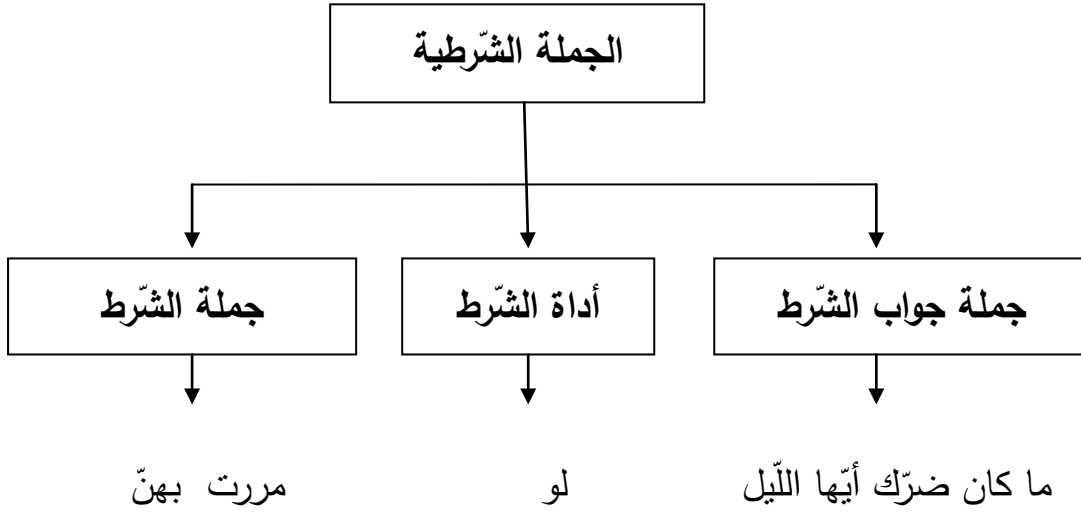 الجملة الشّرطية
جملة جواب الشّرط
أداة الشّرط
جملة الشّرط
ما كان ضرّك أيّها اللّيل
لو
مررت بهنّ